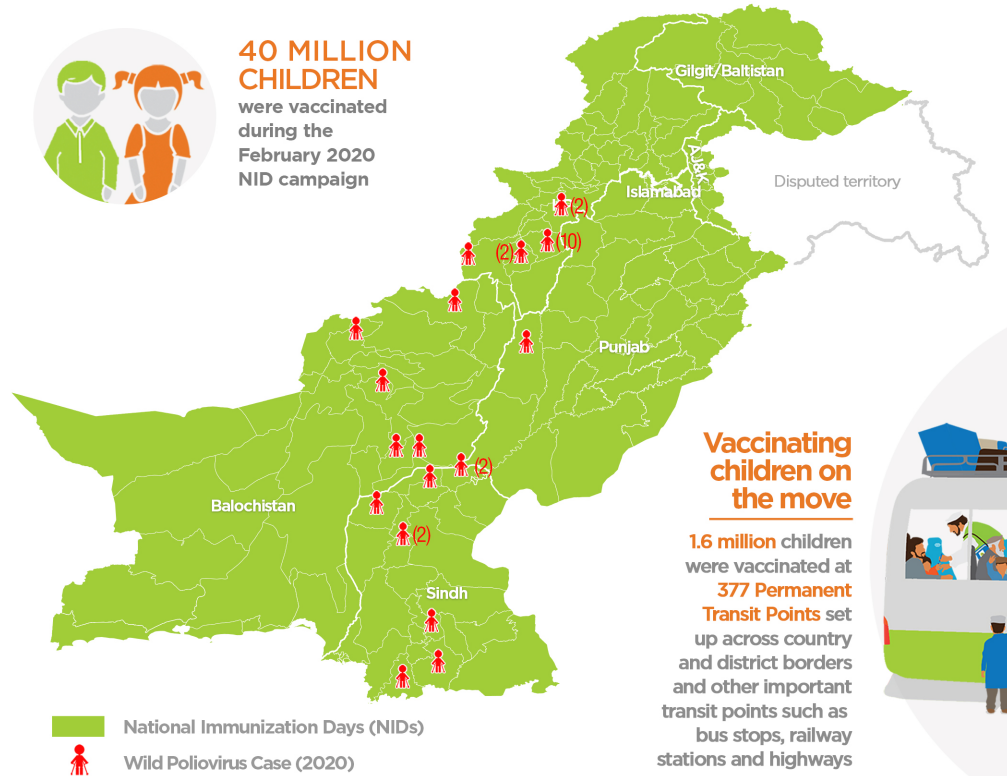 40 MILLION
CHILDREN
were vaccinated
during the
February 2020
NID campaign
Gilgit/Baltistan
AJ&K
Islamabad
Disputed territory
(2)
(10)
(2)
Punjab
(2)
Balochistan
(2)
Sindh
Vaccinating
children on
the move
1.6 million children
were vaccinated at
377 Permanent
Transit Points set
up across country
and district borders
and other important
transit points such as
bus stops, railway
stations and highways
National Immunization Days (NIDs)
Wild Poliovirus Case (2020)